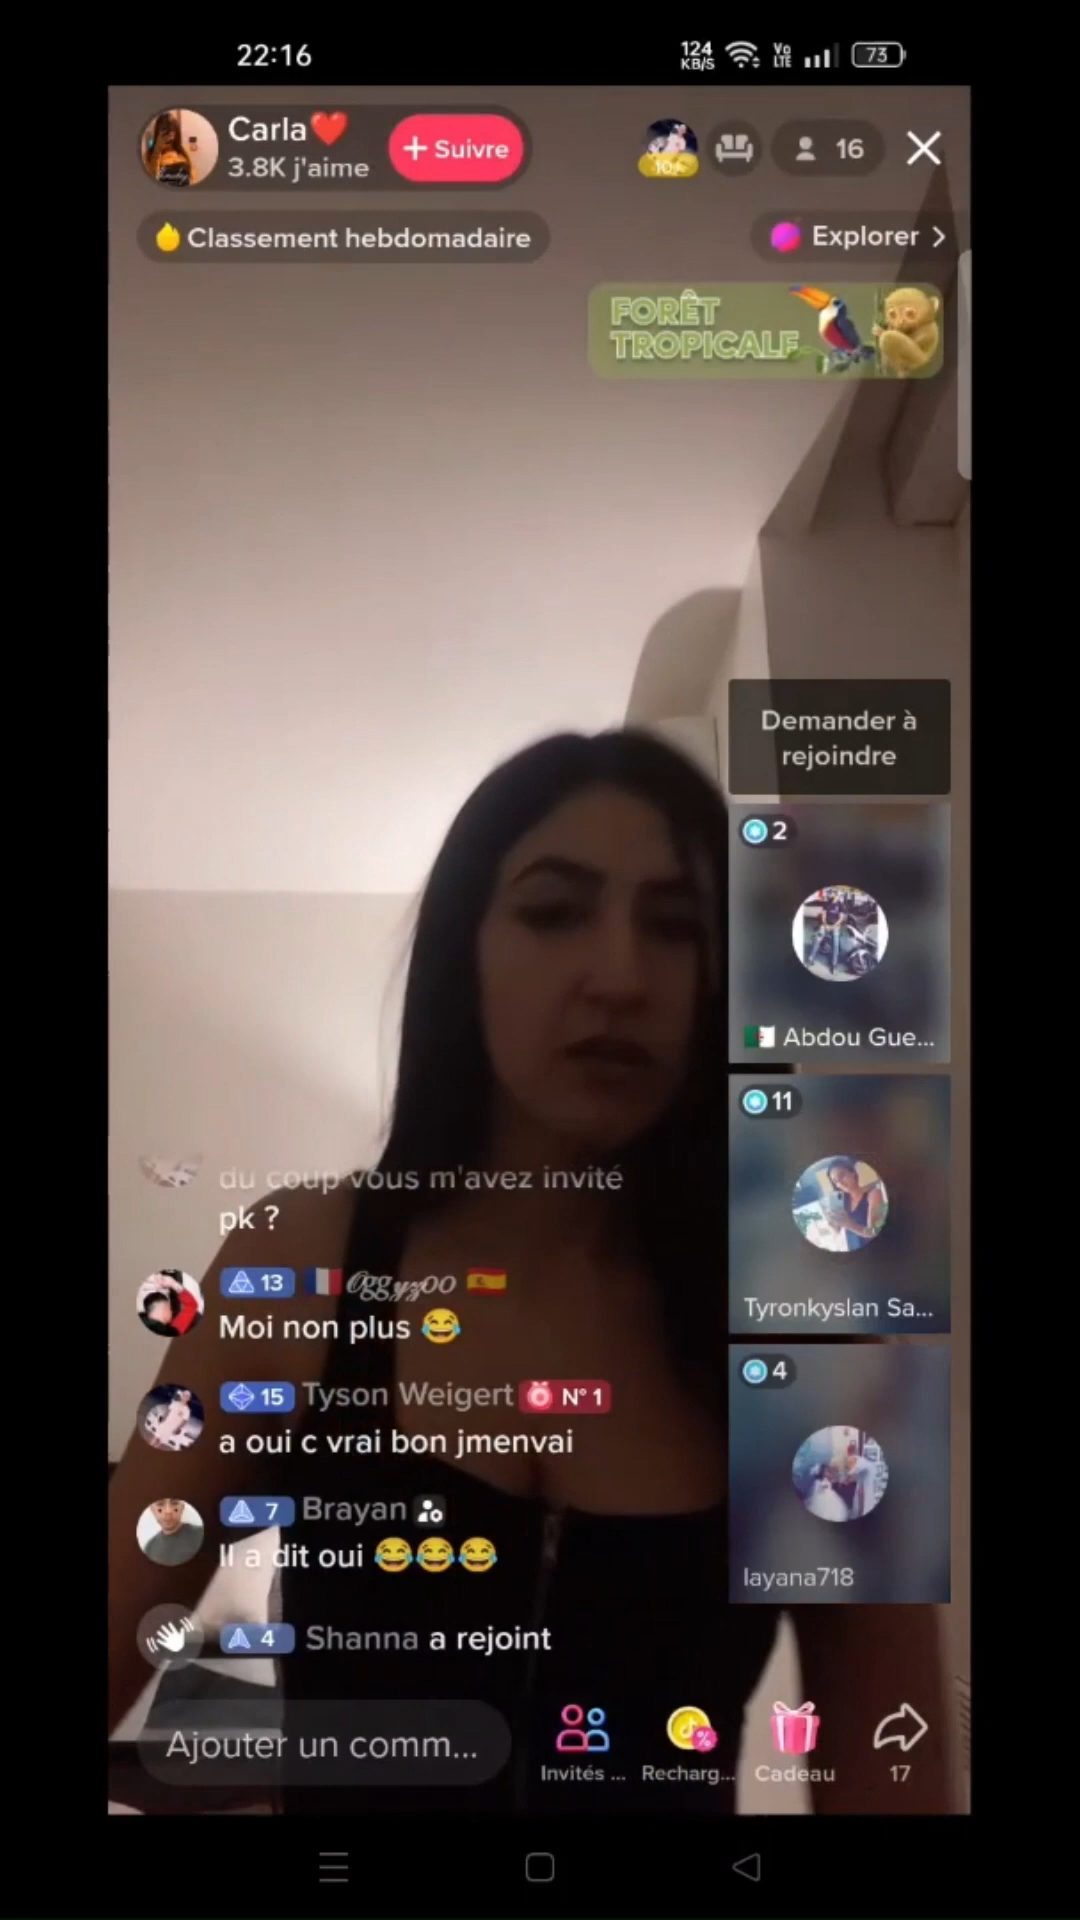 22:16
124
KB/S
Vo
LTE
73
Carla❤️
3.8K j'aime
+ Suivre
16
Classement hebdomadaire
Explorer >
FORÊT
TROPICALE
Demander à
rejoindre
2
🇩🇿 Abdou Gue...
11
Tyronkyslan Sa...
4
layana718
du coup vous m'avez invité
pk ?
13 🇫🇷 Oggyzoo 🇪🇸
Moi non plus 😂
15 Tyson Weigert N° 1
a oui c vrai bon jmenvai
7 Brayan
Il a dit oui 😂😂😂
4 Shanna a rejoint
Ajouter un comm...
Invités ...
Recharg...
Cadeau
17